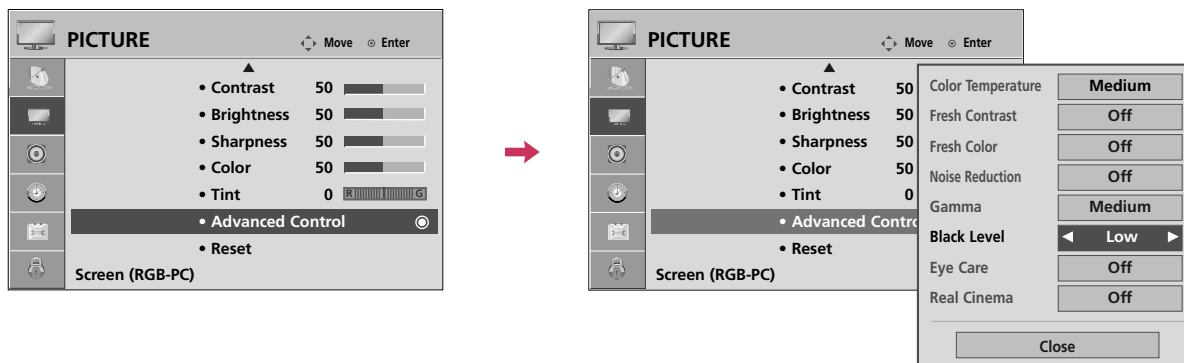 PICTURE Move Enter
• Contrast 50
• Brightness 50
• Sharpness 50
• Color 50
• Tint 0 R G
• Advanced Control
• Reset
Screen (RGB-PC)
PICTURE Move Enter
• Contrast 50
• Brightness 50
• Sharpness 50
• Color 50
• Tint 0
• Advanced Contro
• Reset
Screen (RGB-PC)
Color Temperature Medium
Fresh Contrast Off
Fresh Color Off
Noise Reduction Off
Gamma Medium
Black Level ◀ Low ▶
Eye Care Off
Real Cinema Off
Close